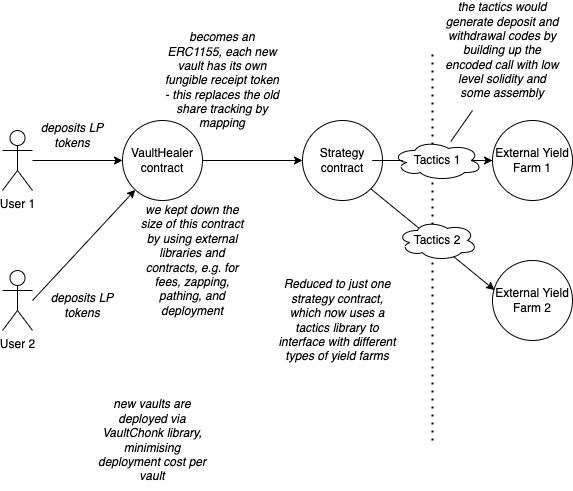 the tactics would
generate deposit and
withdrawal codes by
building up the
encoded call with low
level solidity and
some assembly
becomes an
ERC1155, each new
vault has its own
fungible receipt token
- this replaces the old
share tracking by
mapping
deposits LP
tokens
User 1
VaultHealer
contract
Strategy
contract
Tactics 1
External Yield
Farm 1
we kept down the
size of this contract
by using external
libraries and
contracts, e.g. for
fees, zapping,
pathing, and
deployment
Tactics 2
deposits LP
tokens
User 2
Reduced to just one
strategy contract,
which now uses a
tactics library to
interface with different
types of yield farms
External Yield
Farm 2
new vaults are
deployed via
VaultChonk library,
minimising
deployment cost per
vault